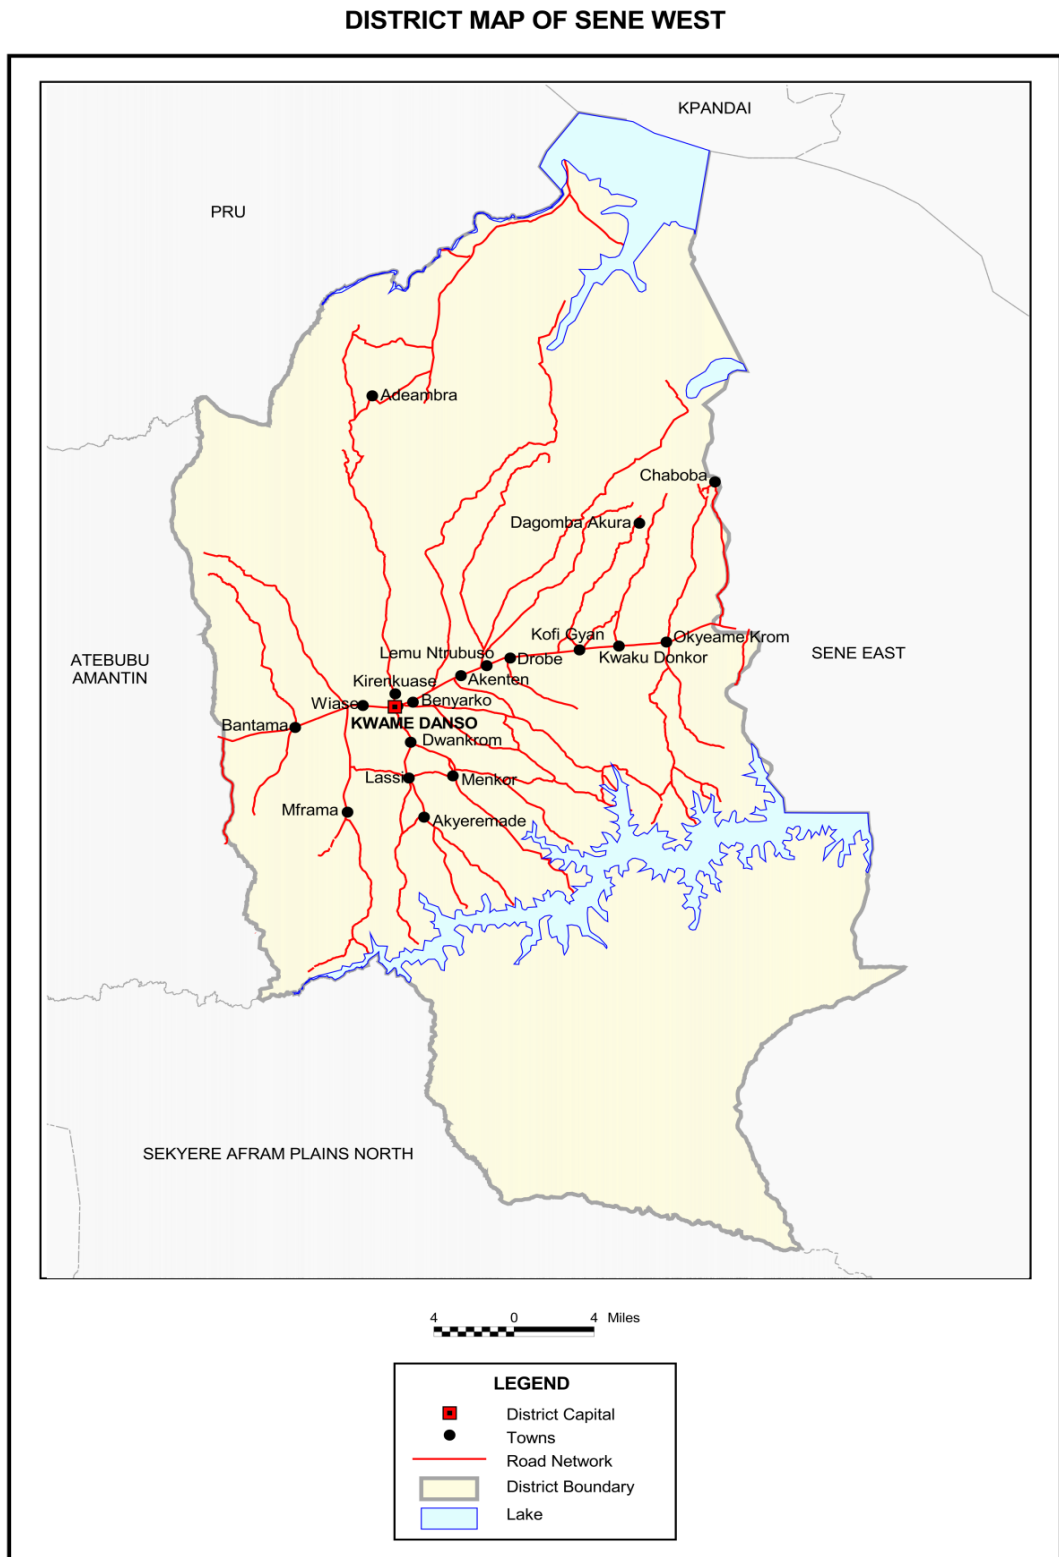 DISTRICT MAP OF SENE WEST
KPANDAI
PRU
Adeambra
Chaboba
Dagomba Akura
Kofi Gyan
Okyeame Krom
Lemu Ntrubuso
Drobe
Kwaku Donkor
SENE EAST
ATEBUBU
AMANTIN
Kirenkuase
Akenten
Wiase
Benyarko
Bantama
KWAME DANSO
Dwankrom
Lassi
Menkor
Mframa
Akyeremade
SEKYERE AFRAM PLAINS NORTH
4 0 4 Miles
LEGEND
District Capital
Towns
Road Network
District Boundary
Lake